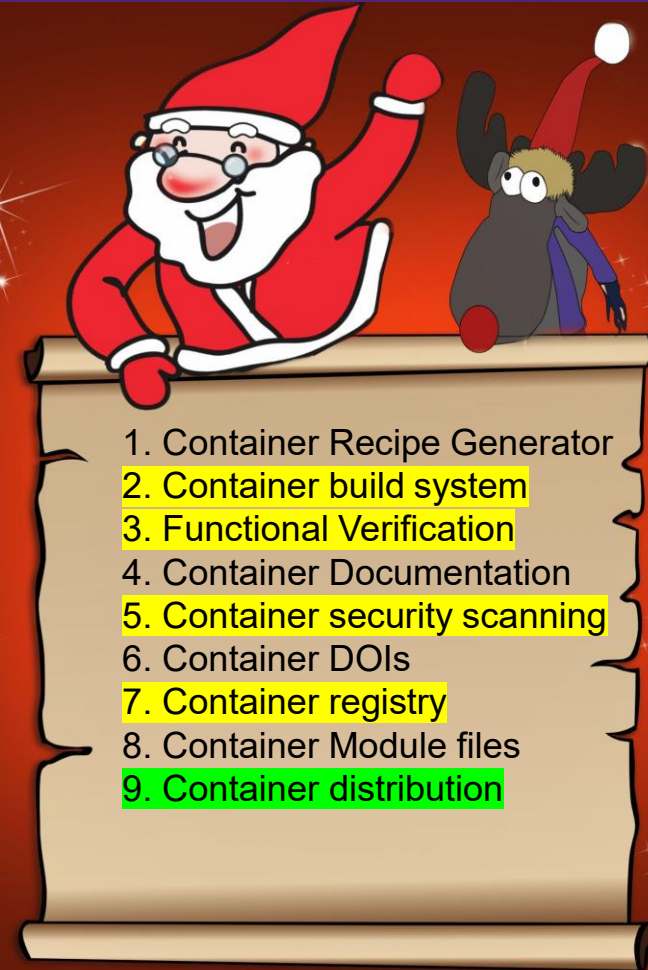 1. Container Recipe Generator
2. Container build system
3. Functional Verification
4. Container Documentation
5. Container security scanning
6. Container DOIs
7. Container registry
8. Container Module files
9. Container distribution